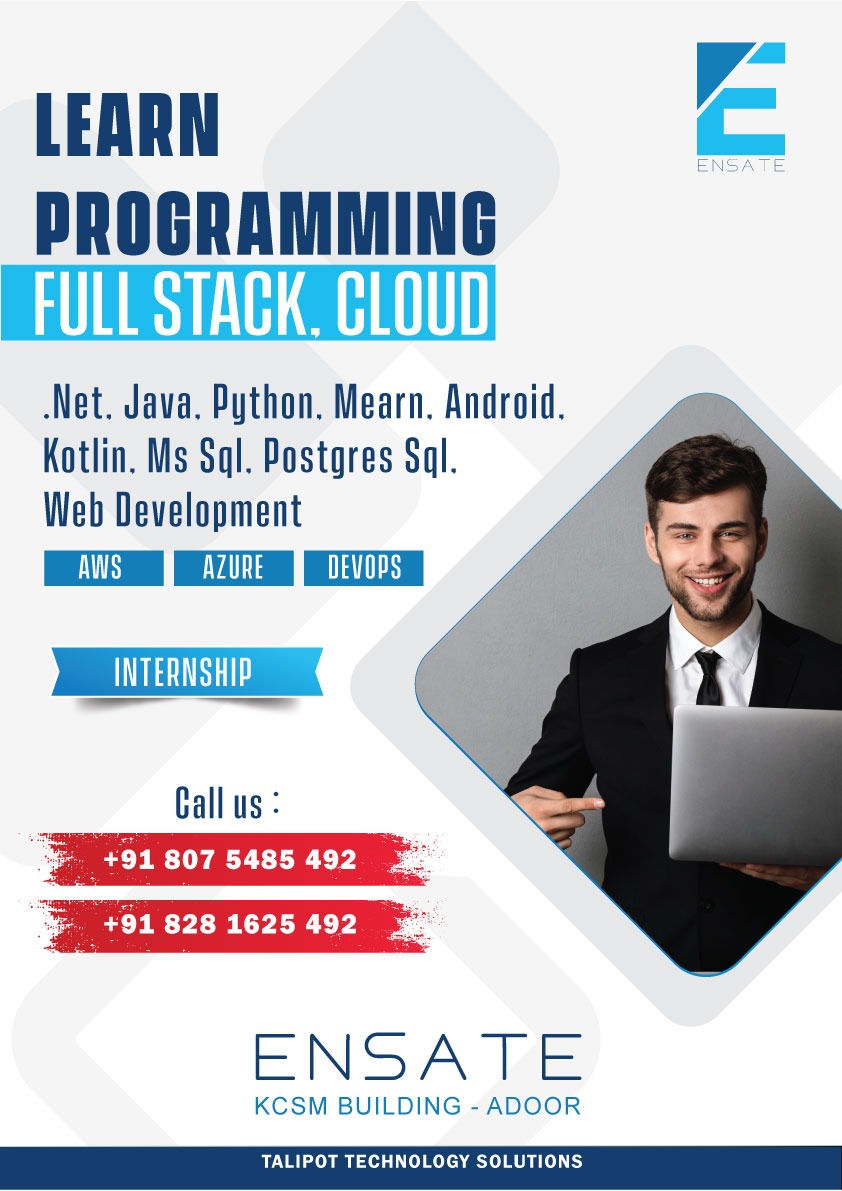 ENSATE
LEARN
PROGRAMMING
FULL STACK, CLOUD
.Net, Java, Python, Mearn, Android,
Kotlin, Ms Sql, Postgres Sql,
Web Development
AWS AZURE DEVOPS
INTERNSHIP
Call us :
+91 807 5485 492
+91 828 1625 492
ENSATE
KCSM BUILDING - ADOOR
TALIPOT TECHNOLOGY SOLUTIONS